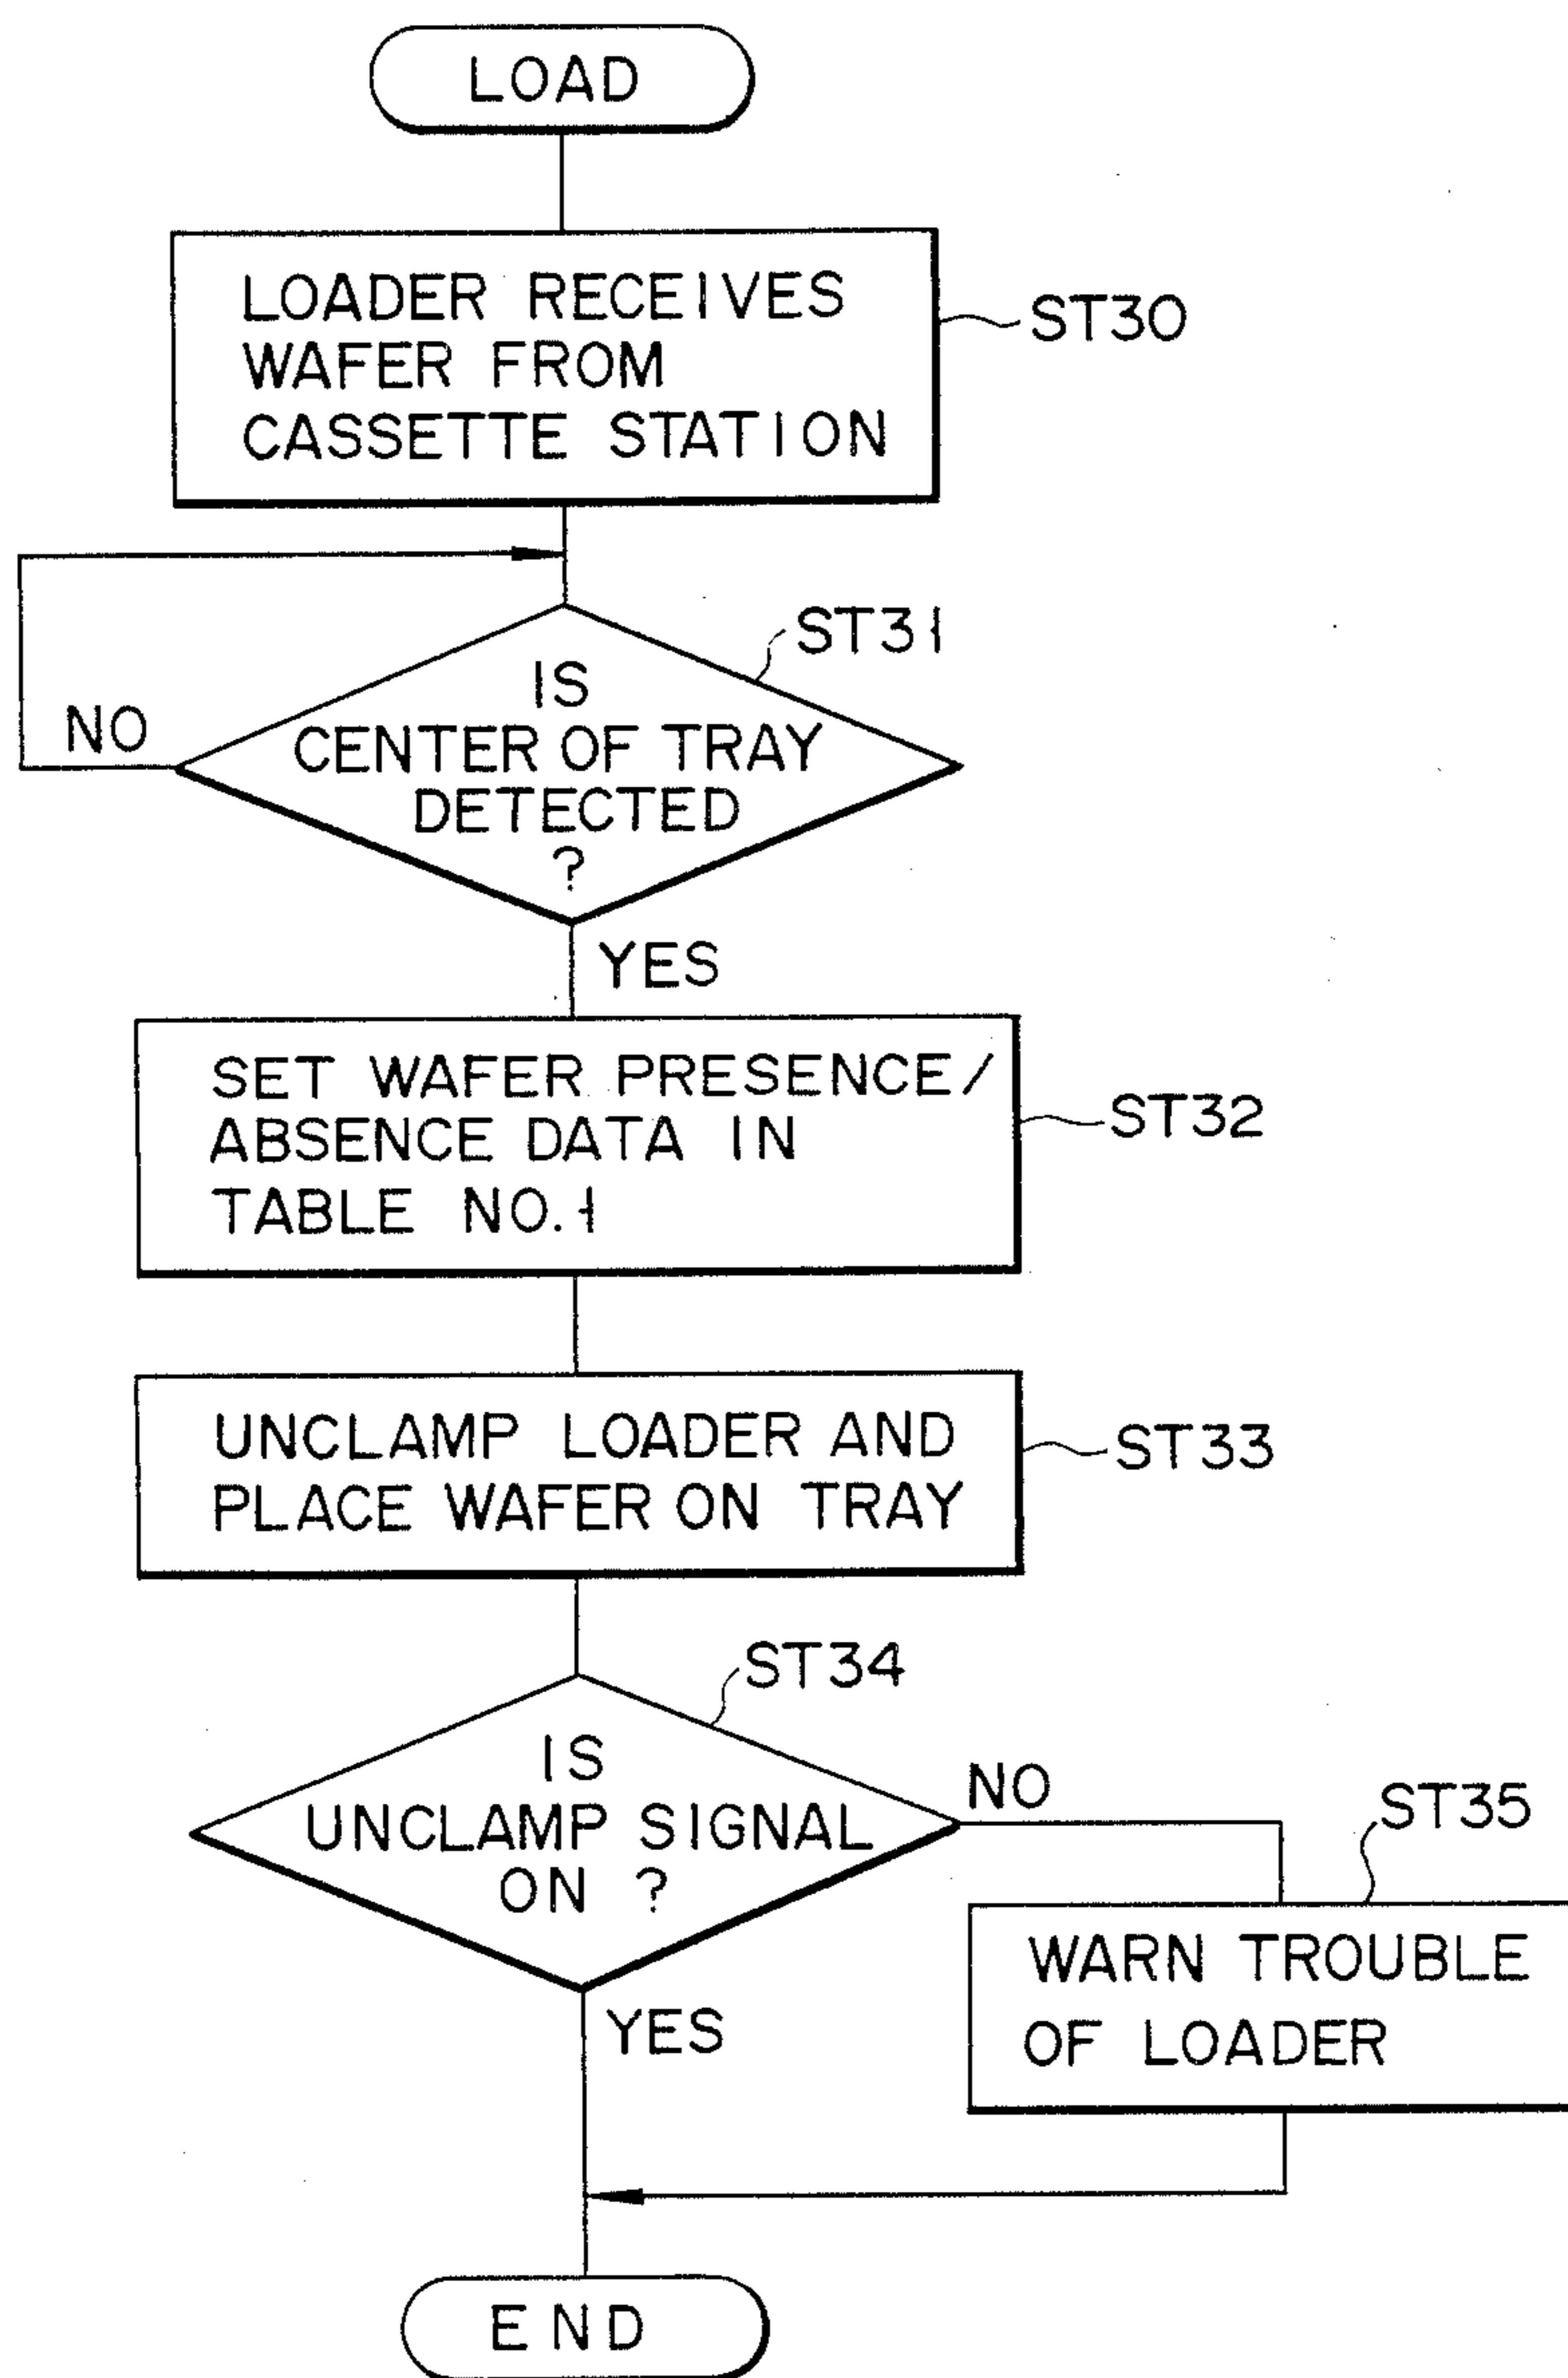 LOAD
LOADER RECEIVES
WAFER FROM
CASSETTE STATION
ST30
ST31
IS
CENTER OF TRAY
DETECTED
?
NO
YES
SET WAFER PRESENCE/
ABSENCE DATA IN
TABLE NO.1
ST32
UNCLAMP LOADER AND
PLACE WAFER ON TRAY
ST33
ST34
IS
UNCLAMP SIGNAL
ON ?
NO
YES
ST35
WARN TROUBLE
OF LOADER
END